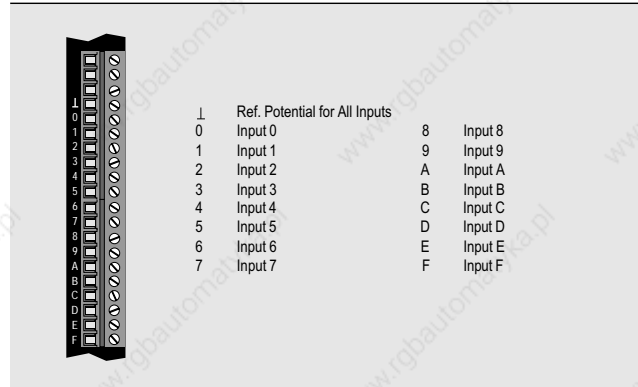 ⊥
0
1
2
3
4
5
6
7
8
9
A
B
C
D
E
F
⊥ Ref. Potential for All Inputs
0 Input 0 8 Input 8
1 Input 1 9 Input 9
2 Input 2 A Input A
3 Input 3 B Input B
4 Input 4 C Input C
5 Input 5 D Input D
6 Input 6 E Input E
7 Input 7 F Input F
www.rgbautomatyka.pl